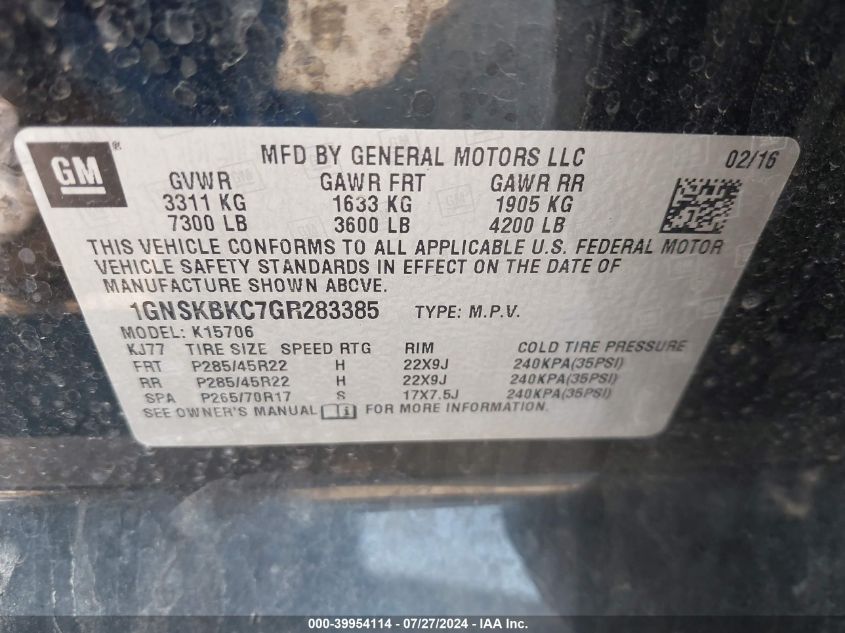 GM ® MFD BY GENERAL MOTORS LLC 02/16
GVWR GAWR FRT GAWR RR
3311 KG 1633 KG 1905 KG
7300 LB 3600 LB 4200 LB
THIS VEHICLE CONFORMS TO ALL APPLICABLE U.S. FEDERAL MOTOR
VEHICLE SAFETY STANDARDS IN EFFECT ON THE DATE OF
MANUFACTURE SHOWN ABOVE.
1GNSKBKC7GR283385 TYPE: M.P.V.
MODEL: K15706
KJ77 TIRE SIZE SPEED RTG RIM COLD TIRE PRESSURE
FRT P285/45R22 H 22X9J 240KPA(35PSI)
RR P285/45R22 H 22X9J 240KPA(35PSI)
SPA P265/70R17 S 17X7.5J 240KPA(35PSI)
SEE OWNER'S MANUAL i FOR MORE INFORMATION.
000-39954114 - 07/27/2024 - IAA Inc.